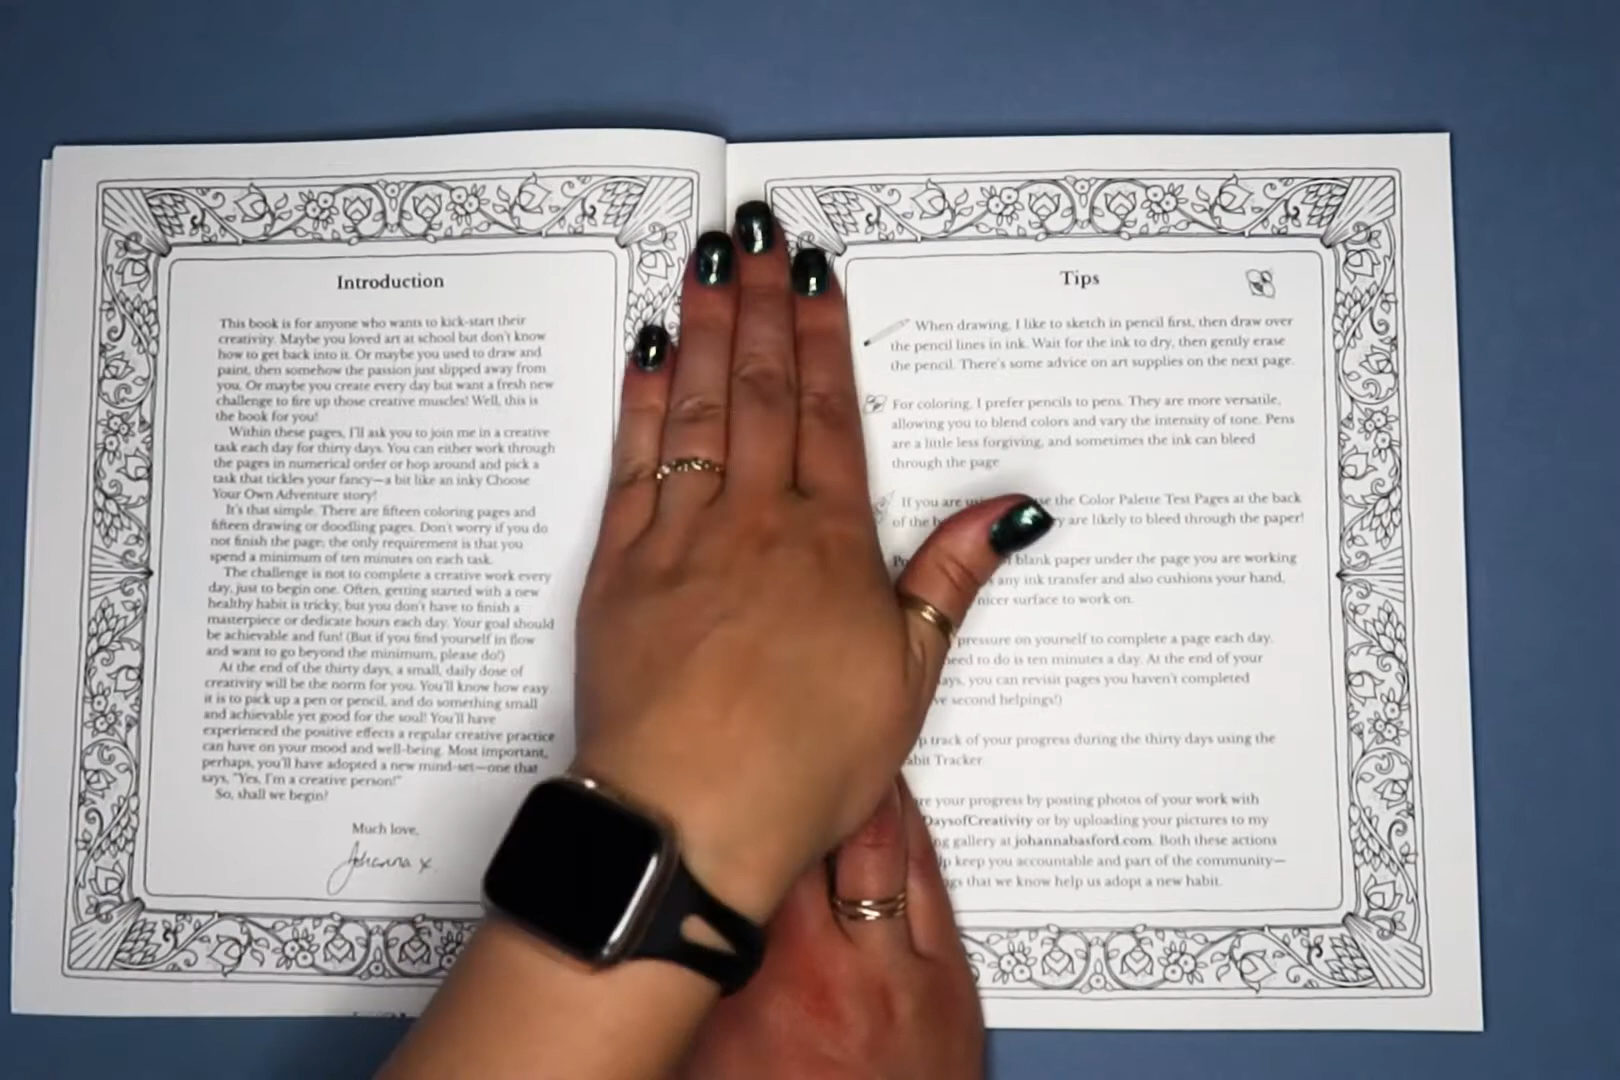 Introduction
This book is for anyone who wants to kick-start their
creativity. Maybe you loved art at school but don't know
how to get back into it. Or maybe you used to draw and
paint, then somehow the passion just slipped away from
you. Or maybe you create every day but want a fresh new
challenge to fire up those creative muscles! Well, this is
the book for you!
Within these pages, I'll ask you to join me in a creative
task each day for thirty days. You can either work through
the pages in numerical order or hop around and pick a
task that tickles your fancy—a bit like an inky Choose
Your Own Adventure story!
It's that simple. There are fifteen coloring pages and
fifteen drawing or doodling pages. Don't worry if you do
not finish the page; the only requirement is that you
spend a minimum of ten minutes on each task.
The challenge is not to complete a creative work every
day, just to begin one. Often, getting started with a new
healthy habit is tricky, but you don't have to finish a
masterpiece or dedicate hours each day. Your goal should
be achievable and fun! (But if you find yourself in flow
and want to go beyond the minimum, please do!)
At the end of the thirty days, a small, daily dose of
creativity will be the norm for you. You'll know how easy
it is to pick up a pen or pencil, and do something small
and achievable yet good for the soul! You'll have
experienced the positive effects a regular creative practice
can have on your mood and well-being. Most important,
perhaps, you'll have adopted a new mind-set—one that
says, "Yes, I'm a creative person!"
So, shall we begin?
Much love,
Johanna x
Tips
When drawing, I like to sketch in pencil first, then draw over
the pencil lines in ink. Wait for the ink to dry, then gently erase
the pencil. There's some advice on art supplies on the next page.
For coloring, I prefer pencils to pens. They are more versatile,
allowing you to blend colors and vary the intensity of tone. Pens
are a little less forgiving, and sometimes the ink can bleed
through the page
If you are the Color Palette Test Pages at the back
of the are likely to bleed through the paper!
blank paper under the page you are working
any ink transfer and also cushions your hand,
nicer surface to work on.
pressure on yourself to complete a page each day.
need to do is ten minutes a day. At the end of your
you can revisit pages you haven't completed
second helpings!)
track of your progress during the thirty days using the
Tracker
your progress by posting photos of your work with
DaysofCreativity or by uploading your pictures to my
gallery at johannabasford.com. Both these actions
keep you accountable and part of the community—
that we know help us adopt a new habit.